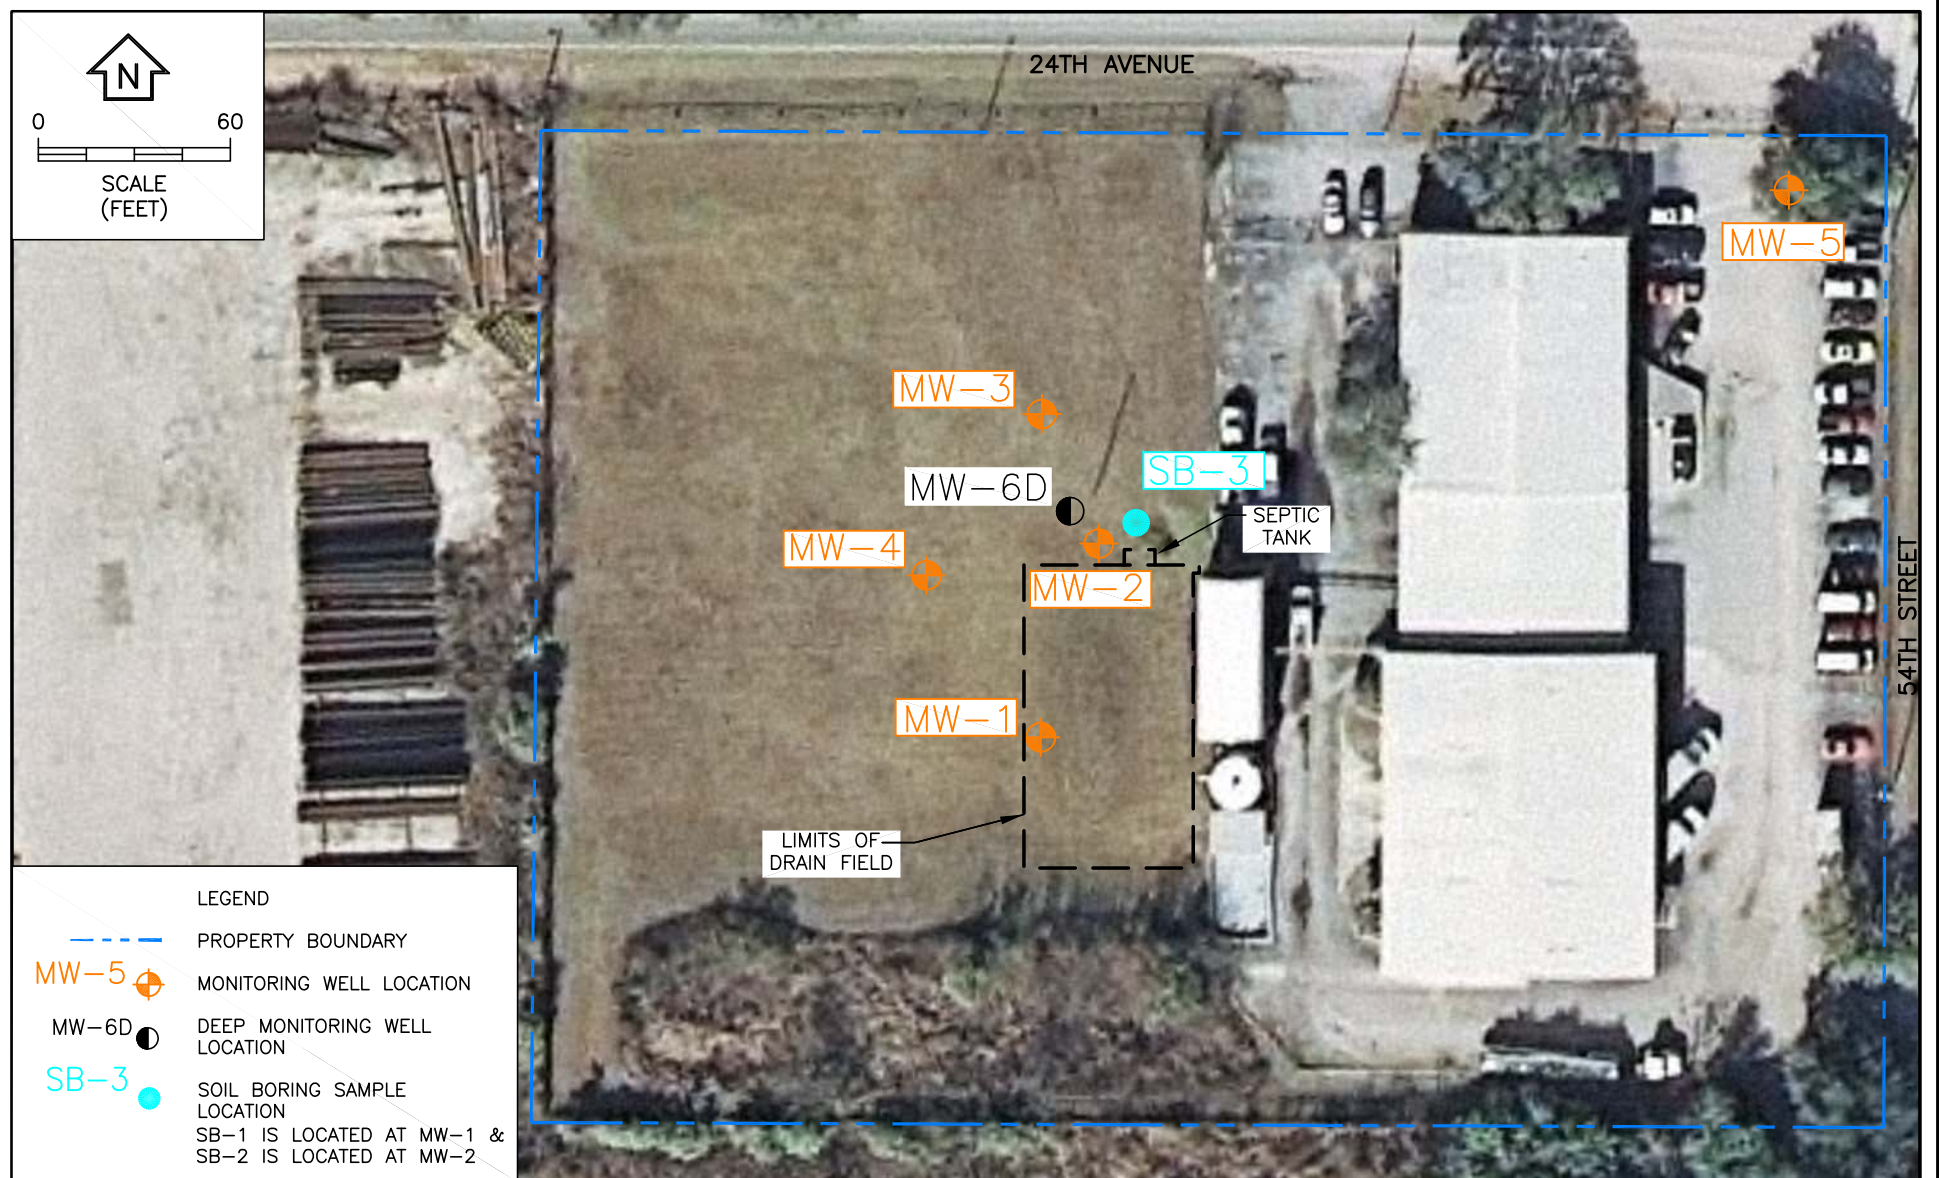 N
0 60
SCALE
(FEET)
24TH AVENUE
MW-5
MW-3
SB-3
MW-6D
SEPTIC
TANK
MW-4
MW-2
54TH STREET
MW-1
LIMITS OF
DRAIN FIELD
LEGEND
PROPERTY BOUNDARY
MW-5
MONITORING WELL LOCATION
MW-6D
DEEP MONITORING WELL
LOCATION
SB-3
SOIL BORING SAMPLE
LOCATION
SB-1 IS LOCATED AT MW-1 &
SB-2 IS LOCATED AT MW-2